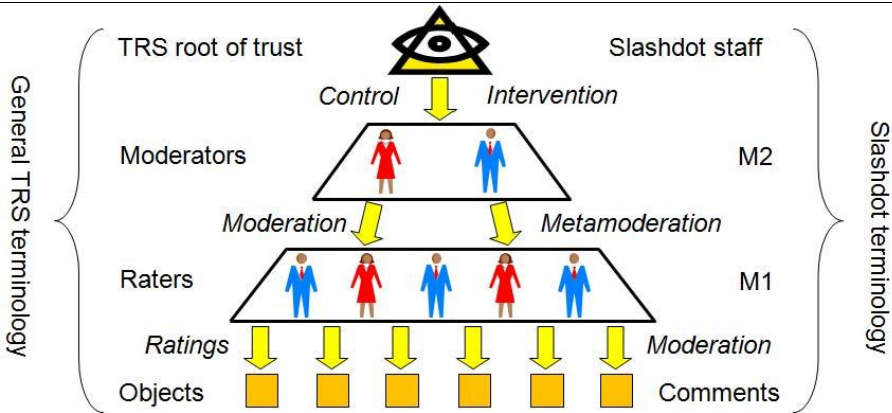 General TRS terminology
TRS root of trust
Slashdot staff
Control
Intervention
Moderators
M2
Moderation
Metamoderation
Raters
M1
Ratings
Moderation
Objects
Comments
Slashdot terminology